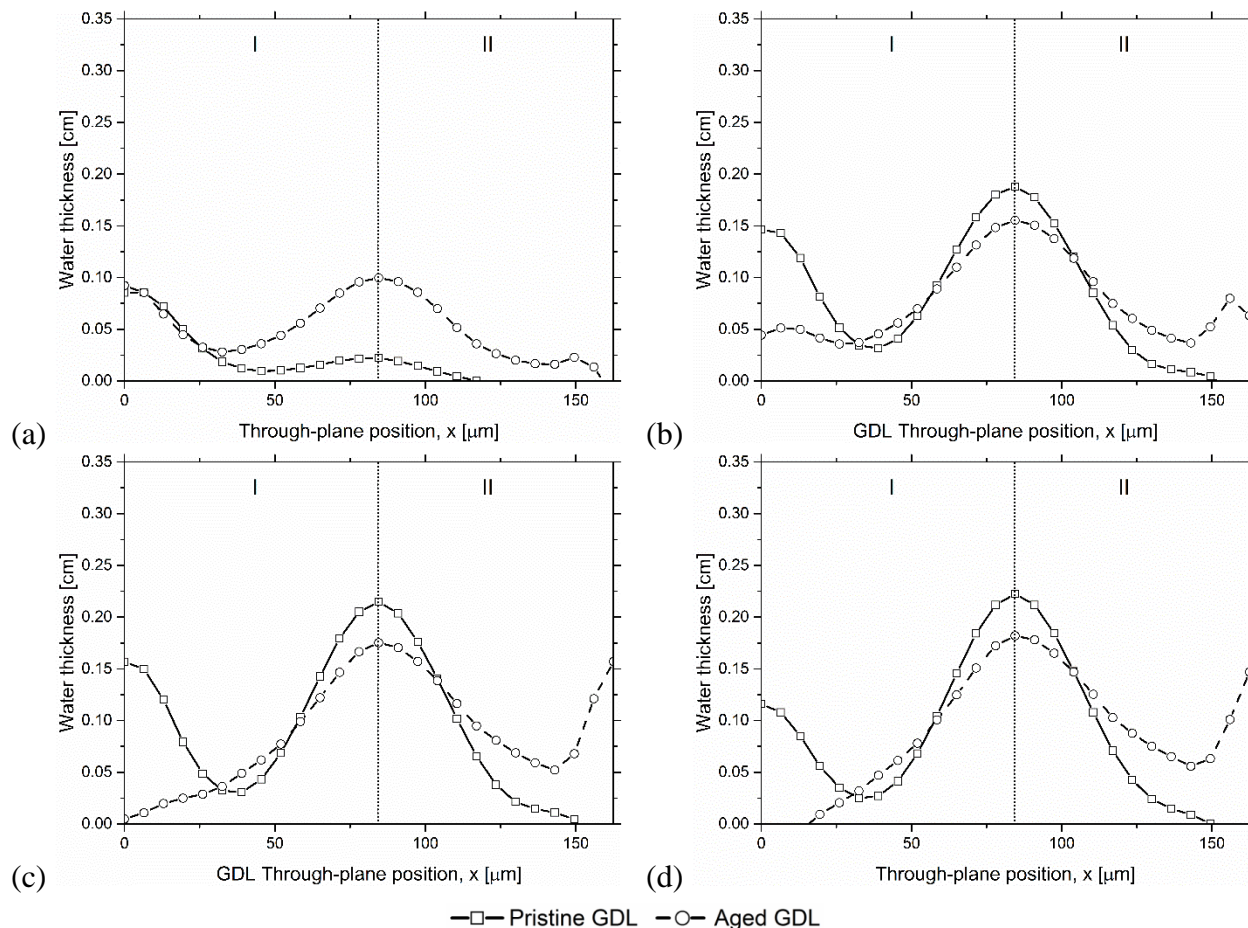 0.35
0.30
0.25
0.20
0.15
0.10
0.05
0.00
Water thickness [cm]
I II
0 50 100 150
(a) Through-plane position, x [μm]
0.35
0.30
0.25
0.20
0.15
0.10
0.05
0.00
Water thickness [cm]
I II
0 50 100 150
(b) GDL Through-plane position, x [μm]
0.35
0.30
0.25
0.20
0.15
0.10
0.05
0.00
Water thickness [cm]
I II
0 50 100 150
(c) GDL Through-plane position, x [μm]
0.35
0.30
0.25
0.20
0.15
0.10
0.05
0.00
Water thickness [cm]
I II
0 50 100 150
(d) Through-plane position, x [μm]
Pristine GDL Aged GDL